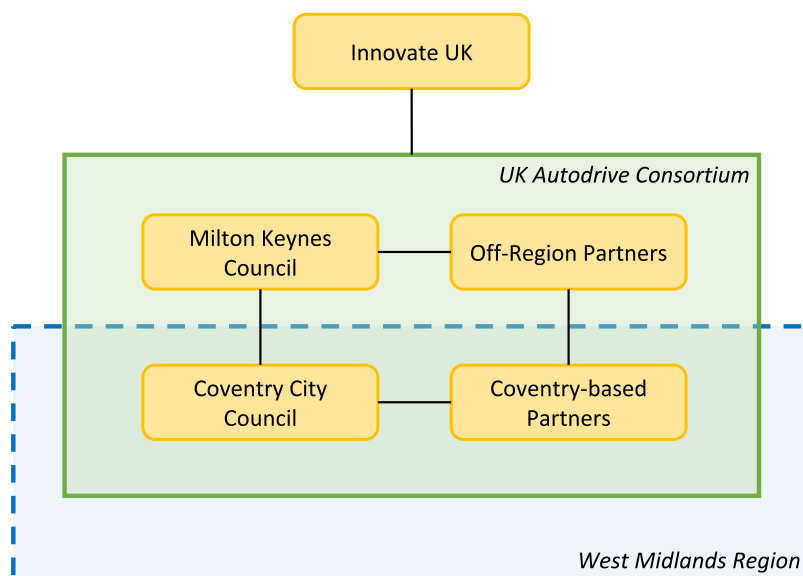 Innovate UK
UK Autodrive Consortium
Milton Keynes
Council
Off-Region Partners
Coventry City
Council
Coventry-based
Partners
West Midlands Region